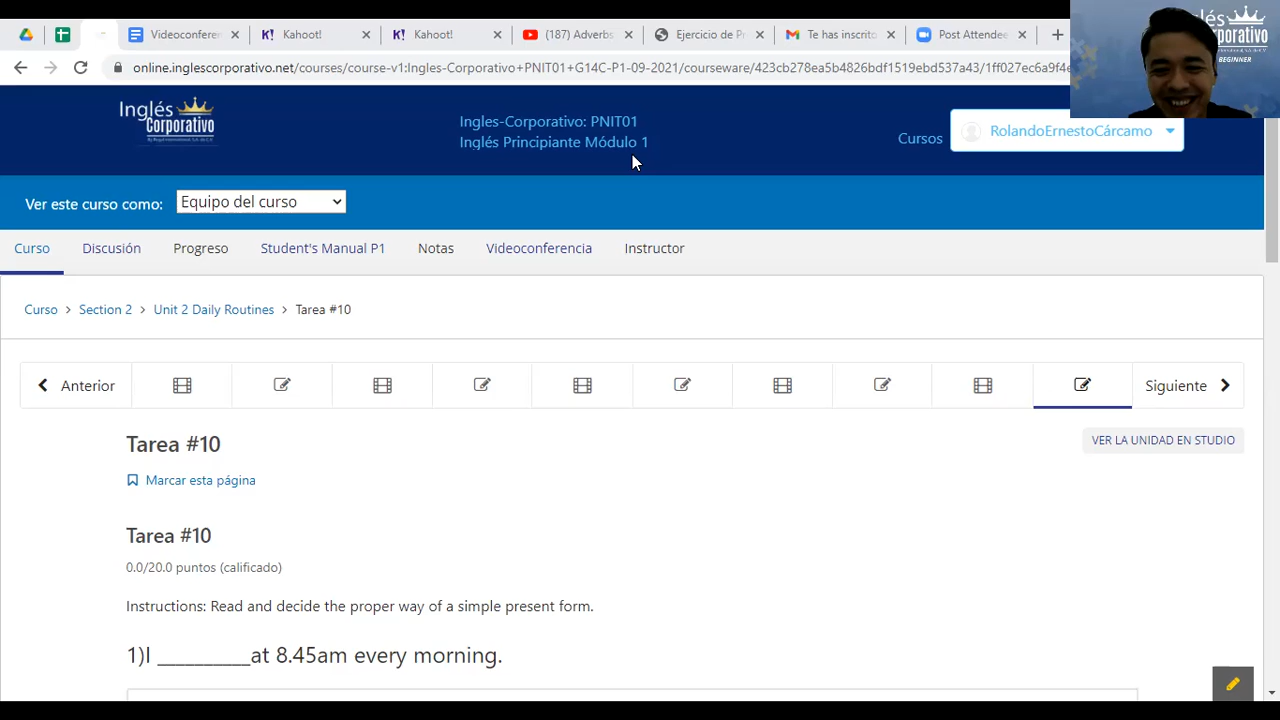 Videoconferen
Kahoot!
Kahoot!
(187) Adverbs
Ejercicio de Pr
Te has inscrito
Post Attendee
online.inglescorporativo.net/courses/course-v1:Ingles-Corporativo+PNIT01+G14C-P1-09-2021/courseware/423cb278ea5b4826bdf1519ebd537a43/1ff027ec6a9f4e
BEGINNER
Inglés
Corporativo
Ingles-Corporativo: PNIT01
Inglés Principiante Módulo 1
Cursos
RolandoErnestoCárcamo
Ver este curso como:
Equipo del curso
Curso
Discusión
Progreso
Student's Manual P1
Notas
Videoconferencia
Instructor
Curso > Section 2 > Unit 2 Daily Routines > Tarea #10
Anterior
Siguiente
Tarea #10
VER LA UNIDAD EN STUDIO
Marcar esta página
Tarea #10
0.0/20.0 puntos (calificado)
Instructions: Read and decide the proper way of a simple present form.
1)I __________at 8.45am every morning.